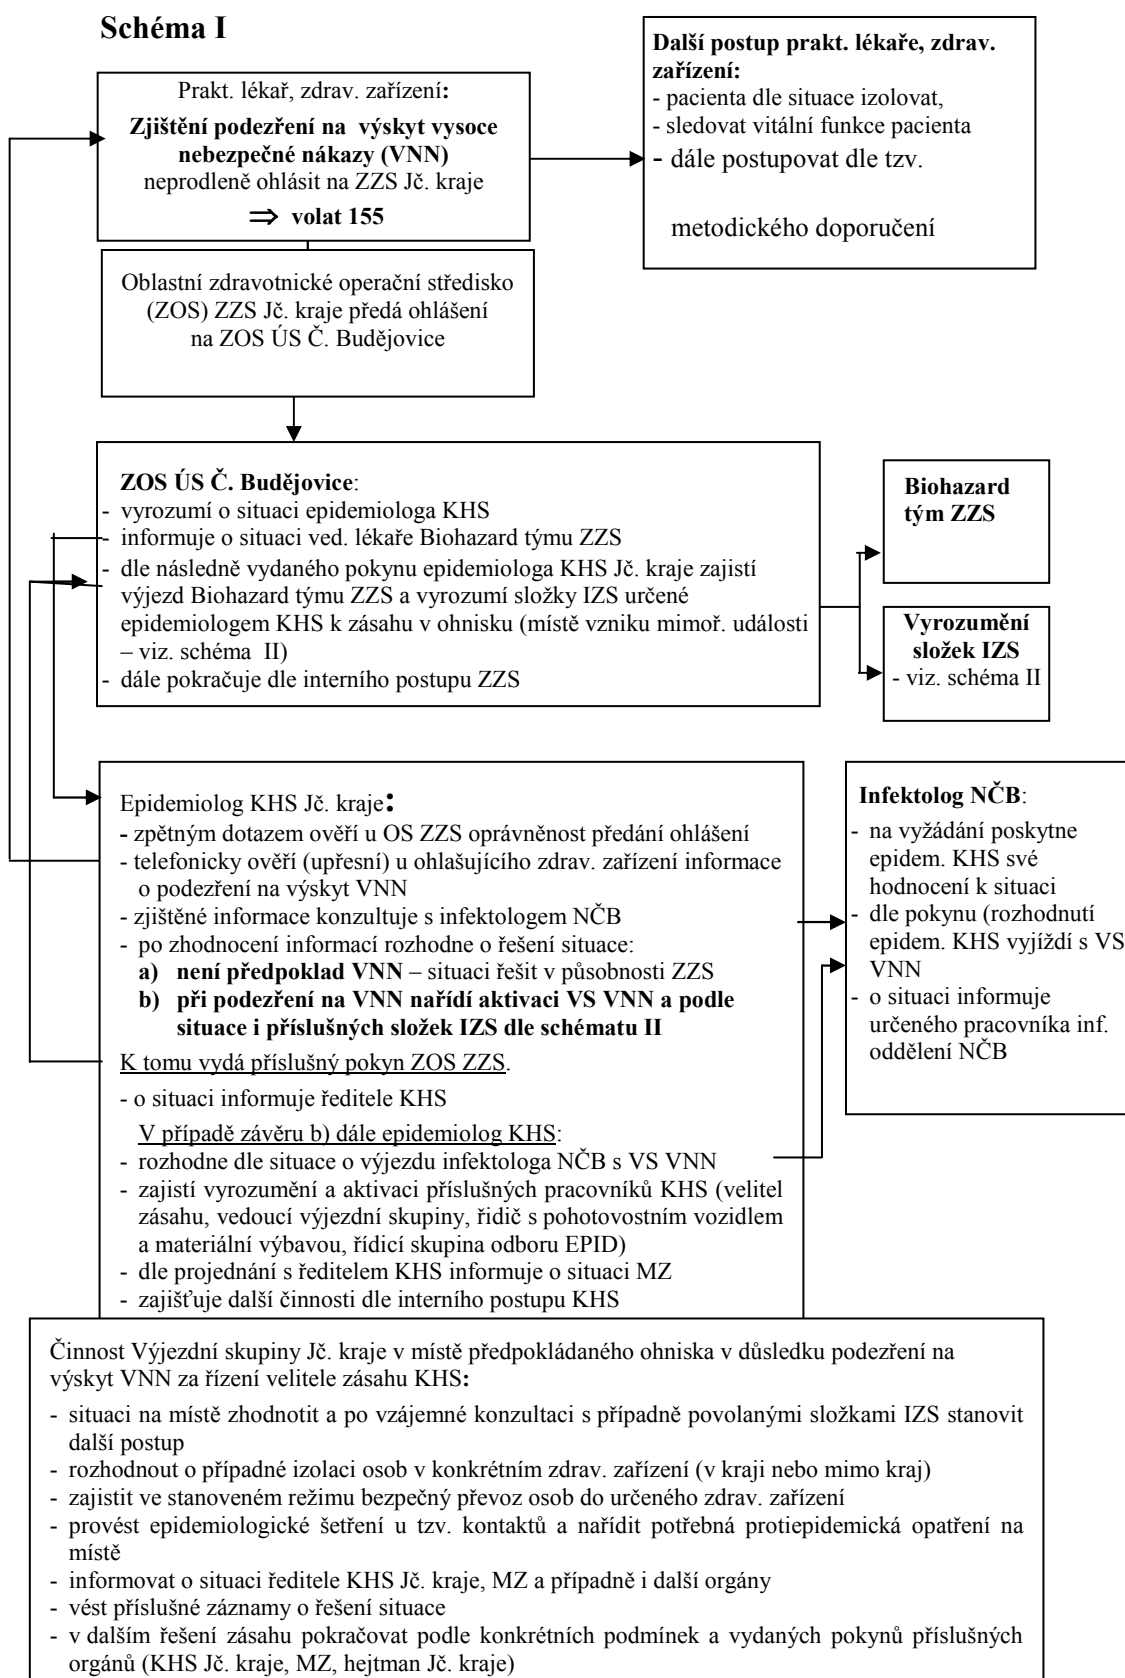 Schéma I
Prakt. lékař, zdrav. zařízení:
Zjištění podezření na výskyt vysoce
nebezpečné nákazy (VNN)
neprodleně ohlásit na ZZS Jč. kraje
⇒ volat 155
Další postup prakt. lékaře, zdrav.
zařízení:
- pacienta dle situace izolovat,
- sledovat vitální funkce pacienta
- dále postupovat dle tzv.
metodického doporučení
Oblastní zdravotnické operační středisko
(ZOS) ZZS Jč. kraje předá ohlášení
na ZOS ÚS Č. Budějovice
ZOS ÚS Č. Budějovice:
- vyrozumí o situaci epidemiologa KHS
- informuje o situaci ved. lékaře Biohazard týmu ZZS
- dle následně vydaného pokynu epidemiologa KHS Jč. kraje zajistí
výjezd Biohazard týmu ZZS a vyrozumí složky IZS určené
epidemiologem KHS k zásahu v ohnisku (místě vzniku mimoř. události
– viz. schéma II)
- dále pokračuje dle interního postupu ZZS
Biohazard
tým ZZS
Vyrozumění
složek IZS
- viz. schéma II
Epidemiolog KHS Jč. kraje:
- zpětným dotazem ověří u OS ZZS oprávněnost předání ohlášení
- telefonicky ověří (upřesní) u ohlašujícího zdrav. zařízení informace
o podezření na výskyt VNN
- zjištěné informace konzultuje s infektologem NČB
- po zhodnocení informací rozhodne o řešení situace:
a) není předpoklad VNN – situaci řešit v působnosti ZZS
b) při podezření na VNN nařídí aktivaci VS VNN a podle
situace i příslušných složek IZS dle schématu II
K tomu vydá příslušný pokyn ZOS ZZS.
- o situaci informuje ředitele KHS
V případě závěru b) dále epidemiolog KHS:
- rozhodne dle situace o výjezdu infektologa NČB s VS VNN
- zajistí vyrozumění a aktivaci příslušných pracovníků KHS (velitel
zásahu, vedoucí výjezdní skupiny, řidič s pohotovostním vozidlem
a materiální výbavou, řídicí skupina odboru EPID)
- dle projednání s ředitelem KHS informuje o situaci MZ
- zajišťuje další činnosti dle interního postupu KHS
Infektolog NČB:
- na vyžádání poskytne
epidem. KHS své
hodnocení k situaci
- dle pokynu (rozhodnutí
epidem. KHS vyjíždí s VS
VNN
- o situaci informuje
určeného pracovníka inf.
oddělení NČB
Činnost Výjezdní skupiny Jč. kraje v místě předpokládaného ohniska v důsledku podezření na
výskyt VNN za řízení velitele zásahu KHS:
- situaci na místě zhodnotit a po vzájemné konzultaci s případně povolanými složkami IZS stanovit
další postup
- rozhodnout o případné izolaci osob v konkrétním zdrav. zařízení (v kraji nebo mimo kraj)
- zajistit ve stanoveném režimu bezpečný převoz osob do určeného zdrav. zařízení
- provést epidemiologické šetření u tzv. kontaktů a nařídit potřebná protiepidemická opatření na
místě
- informovat o situaci ředitele KHS Jč. kraje, MZ a případně i další orgány
- vést příslušné záznamy o řešení situace
- v dalším řešení zásahu pokračovat podle konkrétních podmínek a vydaných pokynů příslušných
orgánů (KHS Jč. kraje, MZ, hejtman Jč. kraje)